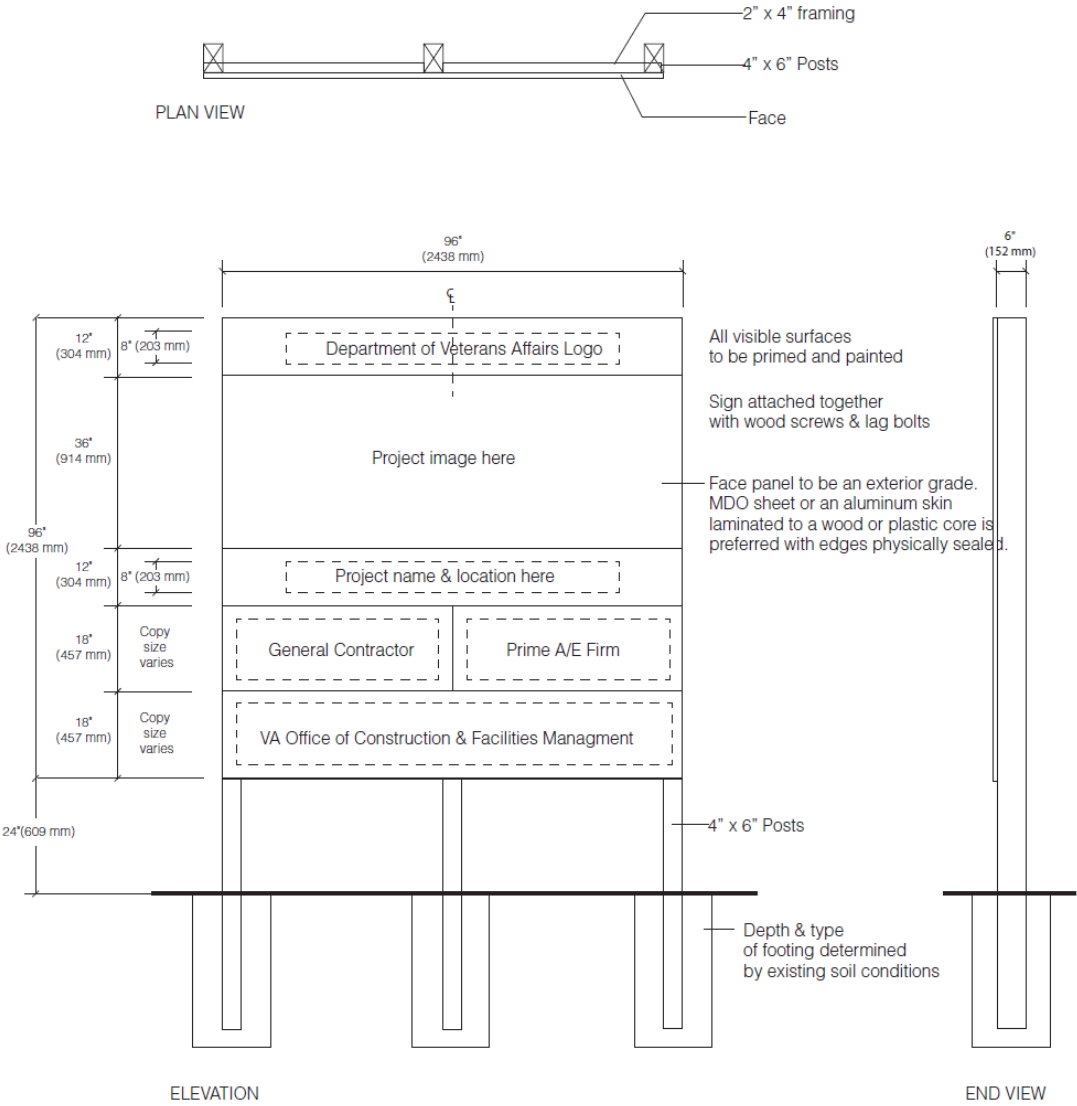 2” x 4” framing
4” x 6” Posts
Face
PLAN VIEW
96"
(2438 mm)
6"
(152 mm)
℄
12"
(304 mm)
8" (203 mm)
Department of Veterans Affairs Logo
All visible surfaces
to be primed and painted
Sign attached together
with wood screws & lag bolts
36"
(914 mm)
Project image here
Face panel to be an exterior grade.
MDO sheet or an aluminum skin
laminated to a wood or plastic core is
preferred with edges physically sealed.
96"
(2438 mm)
12"
(304 mm)
8" (203 mm)
Project name & location here
18"
(457 mm)
Copy
size
varies
General Contractor
Prime A/E Firm
18"
(457 mm)
Copy
size
varies
VA Office of Construction & Facilities Managment
24"(609 mm)
4” x 6” Posts
Depth & type
of footing determined
by existing soil conditions
ELEVATION
END VIEW